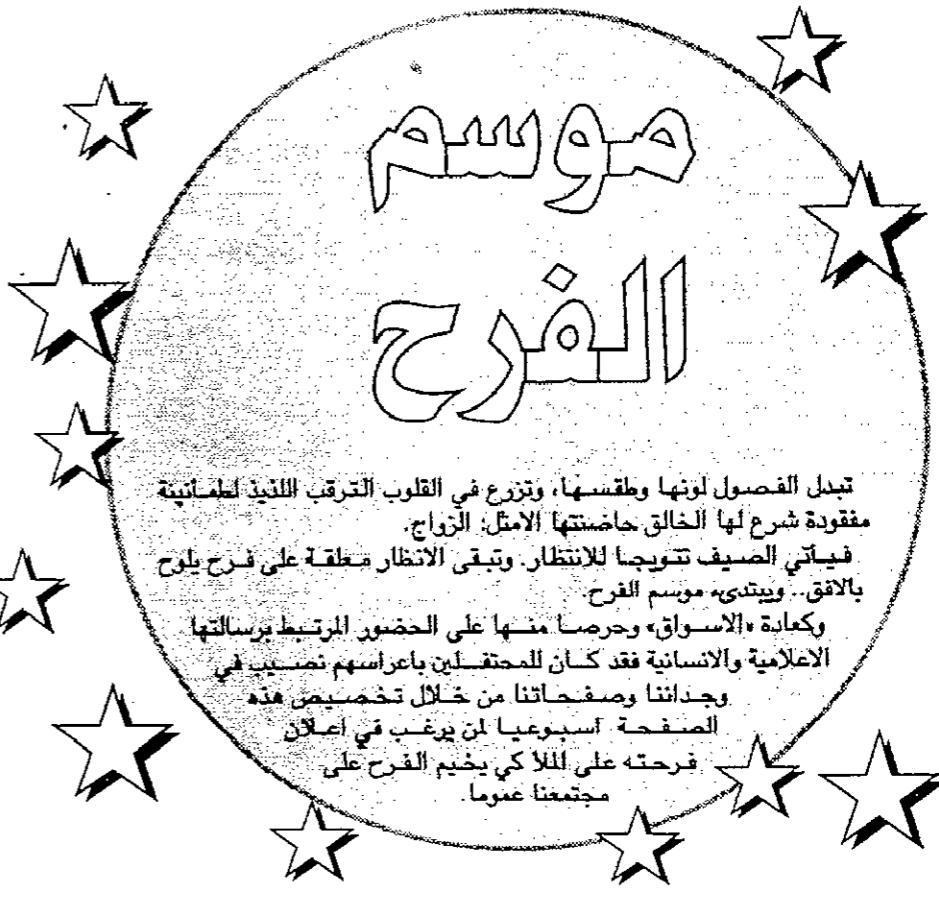 موسم
الفرح
تبدل الفصول لونها وطقسها، وتزرع في القلوب الترقب اللذيذ لطمأنينة
مفقودة شرع لها الخالق حاضنتها الامثل: الزواج.
فيأتي الصيف تتويجا للانتظار. وتبقى الانظار معلقة على فرح يلوح
بالافق.. ويبتدىء موسم الفرح.
وكعادة «الاسواق» وحرصا منها على الحضور المرتبط برسالتها
الاعلامية والانسانية فقد كان للمحتفلين باعراسهم نصيب في
وجداننا وصفحاتنا من خلال تخصيص هذه
الصفحة اسبوعيا لمن يرغب في اعلان
فرحته على الملا كي يخيم الفرح على
مجتمعنا عموما.